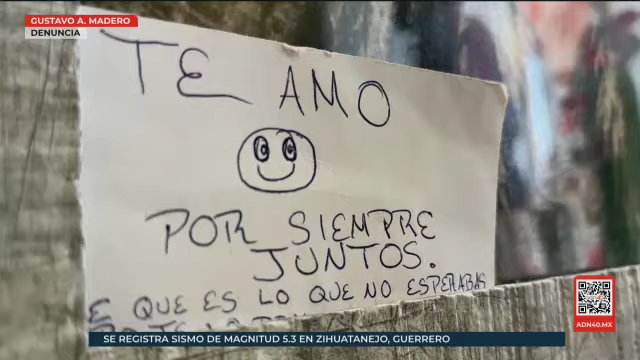 GUSTAVO A. MADERO
DENUNCIA
TE AMO
POR SIEMPRE
JUNTOS.
E QUE ES LO QUE NO ESPERABAS
SE REGISTRA SISMO DE MAGNITUD 5.3 EN ZIHUATANEJO, GUERRERO
ADN40.MX